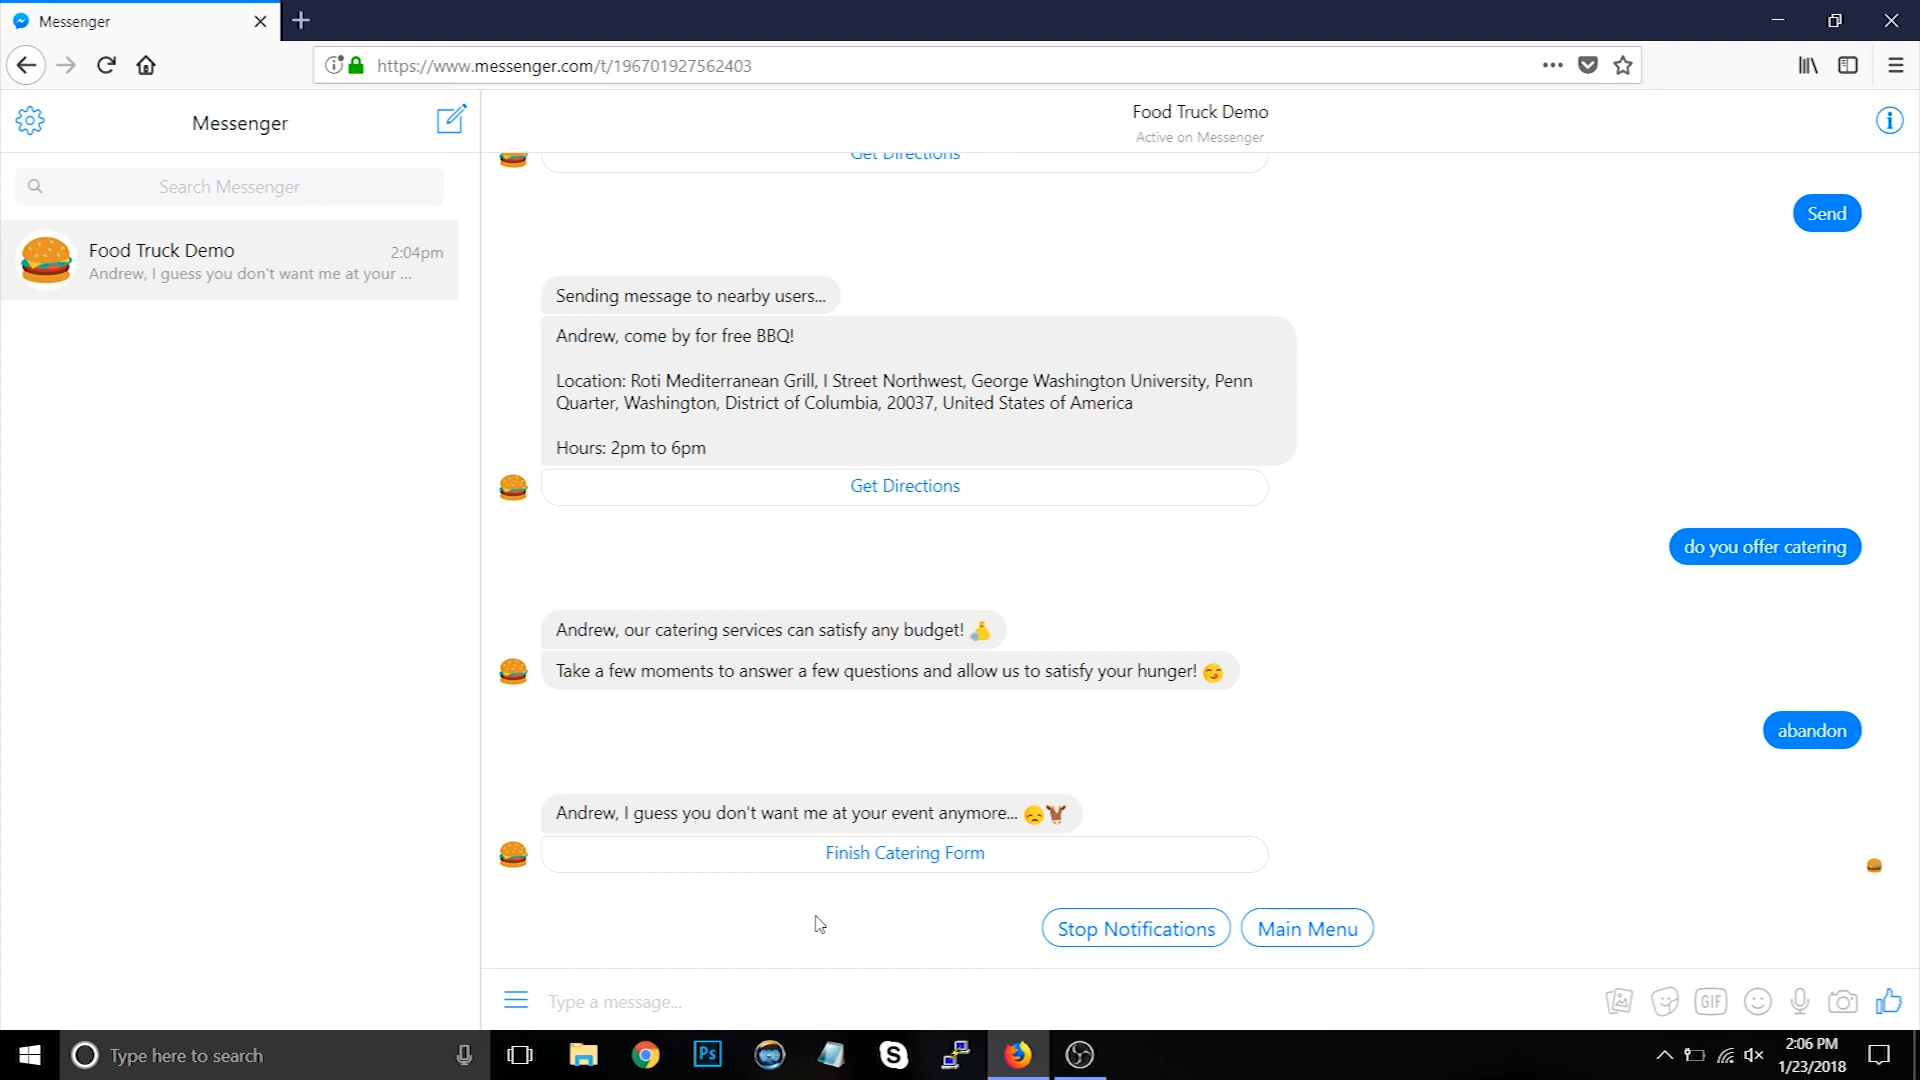 Messenger
https://www.messenger.com/t/196701927562403
Messenger
Food Truck Demo
Active on Messenger
Search Messenger
Food Truck Demo
2:04pm
Andrew, I guess you don't want me at your ...
Get Directions
Send
Sending message to nearby users...
Andrew, come by for free BBQ!
Location: Roti Mediterranean Grill, I Street Northwest, George Washington University, Penn
Quarter, Washington, District of Columbia, 20037, United States of America
Hours: 2pm to 6pm
Get Directions
do you offer catering
Andrew, our catering services can satisfy any budget! 💰
Take a few moments to answer a few questions and allow us to satisfy your hunger! 😋
abandon
Andrew, I guess you don't want me at your event anymore... 😞🐮
Finish Catering Form
Stop Notifications
Main Menu
Type a message...
GIF
Type here to search
Ps
2:06 PM
1/23/2018